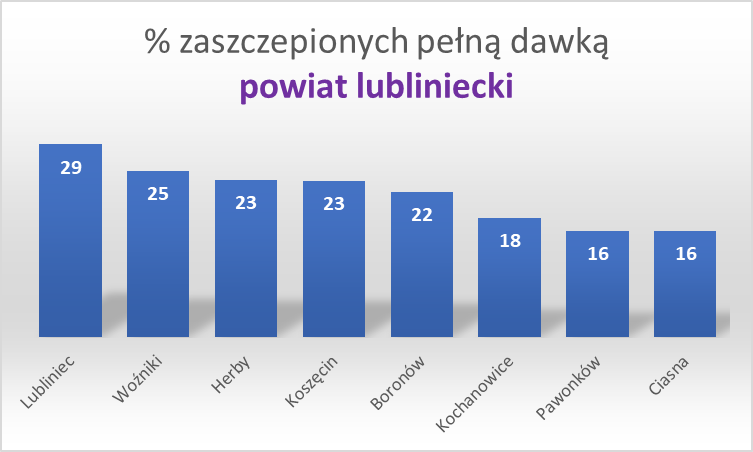 % zaszczepionych pełną dawką
powiat lubliniecki
29
25
23
23
22
18
16
16
Lubliniec
Woźniki
Herby
Koszęcin
Boronów
Kochanowice
Pawonków
Ciasna